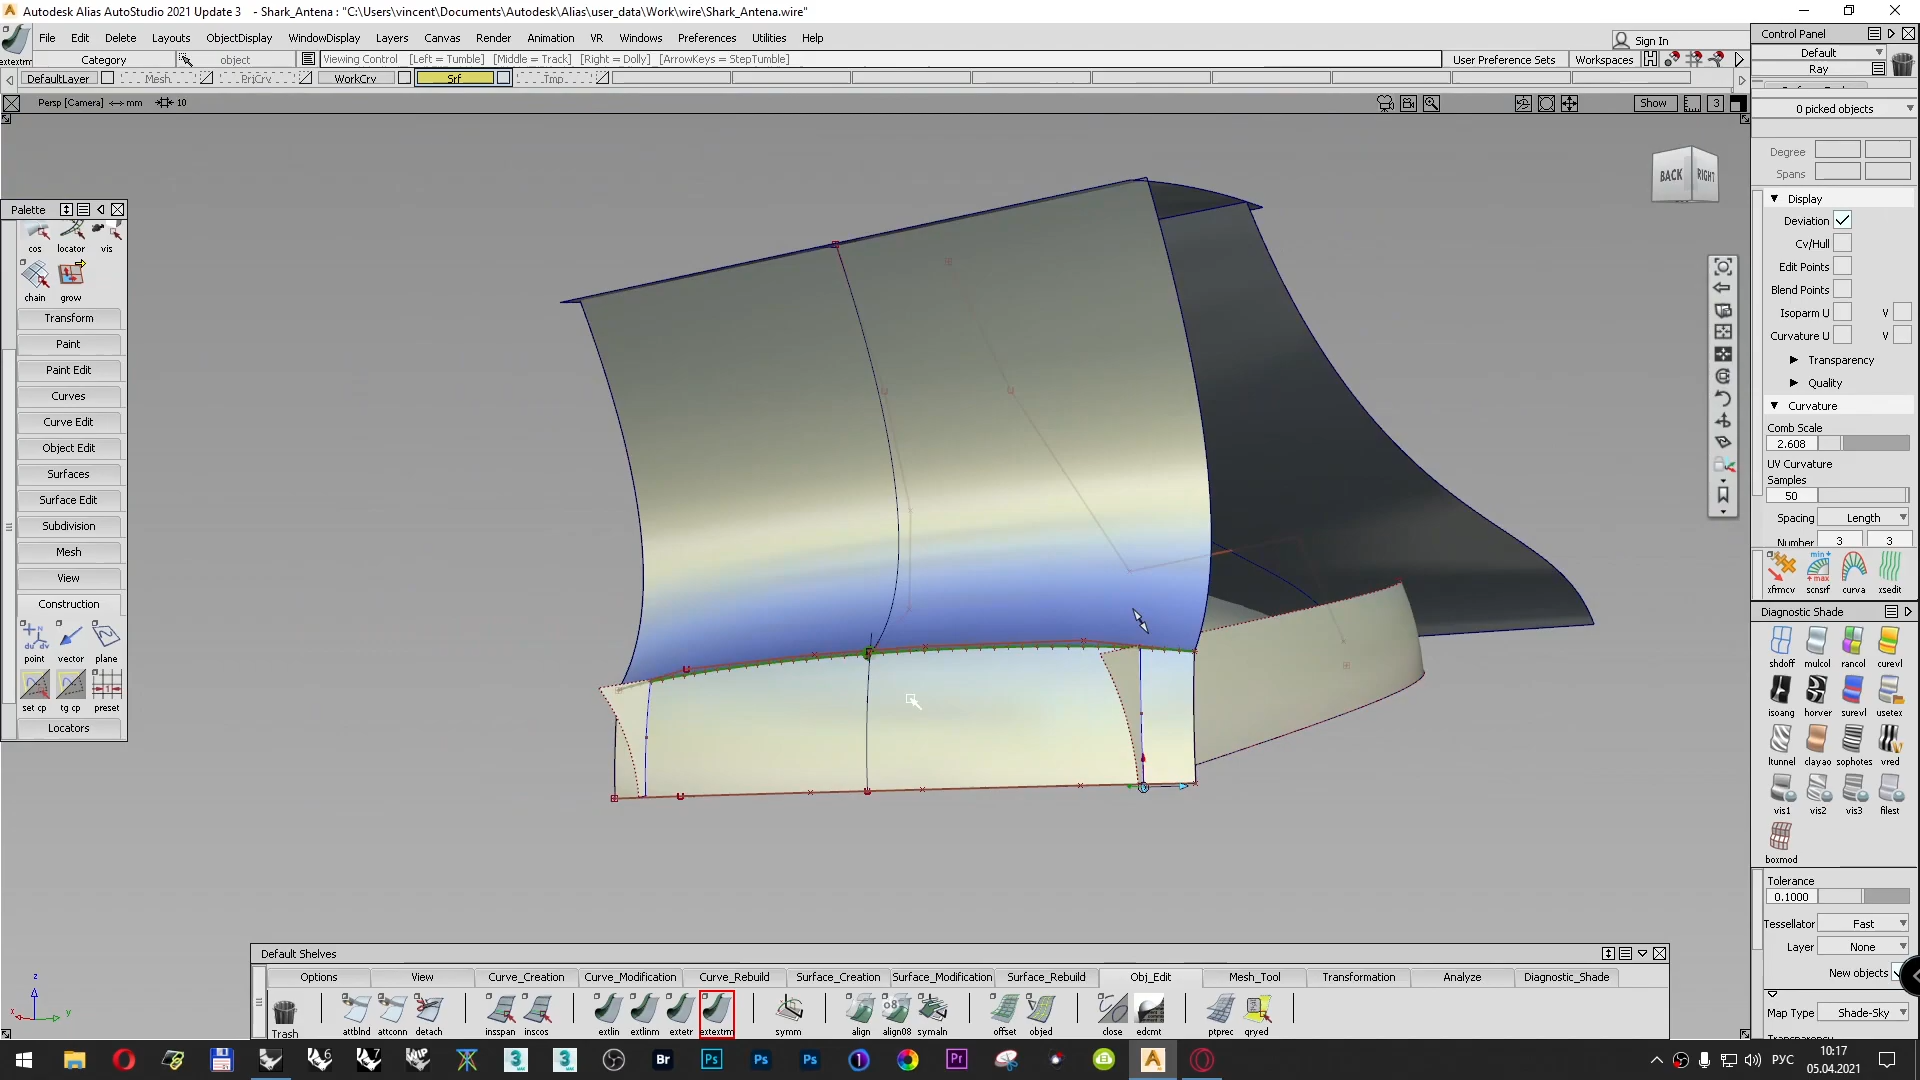 Autodesk Alias AutoStudio 2021 Update 3 - Shark_Antena : "C:\Users\vincent\Documents\Autodesk\Alias\user_data\Work\wire\Shark_Antena.wire"
File Edit Delete Layouts ObjectDisplay WindowDisplay Layers Canvas Render Animation VR Windows Preferences Utilities Help
Sign In
Category object Viewing Control [Left = Tumble] [Middle = Track] [Right = Dolly] [ArrowKeys = StepTumble] User Preference Sets Workspaces
DefaultLayer Mesh PrjCrv WorkCrv Srf Tmp
Persp [Camera] mm 10 Show 3
BACK RIGHT
Palette
cos locator vis
chain grow
Transform
Paint
Paint Edit
Curves
Curve Edit
Object Edit
Surfaces
Surface Edit
Subdivision
Mesh
View
Construction
point vector plane
set cp tg cp preset
Locators
Control Panel
Default
Ray
0 picked objects
Degree
Spans
Display
Deviation
Cv/Hull
Edit Points
Blend Points
Isoparm U V
Curvature U V
Transparency
Quality
Curvature
Comb Scale
2.608
UV Curvature
Samples
50
Spacing Length
Number 3 3
xfrmcv scnsrf curva xsedit
Diagnostic Shade
shdoff mulcol rancol curevl
isoang horver surevl usetex
ltunnel clayao sophotes vred
vis1 vis2 vis3 filest
boxmod
Tolerance
0.1000
Tessellator Fast
Layer None
New objects
Map Type Shade-Sky
Default Shelves
Options View Curve_Creation Curve_Modification Curve_Rebuild Surface_Creation Surface_Modification Surface_Rebuild Obj_Edit Mesh_Tool Transformation Analyze Diagnostic_Shade
Trash attblnd attconn detach insspan inscos extlin extlinm extetr extextrm symm align align08 symaln offset objed close edcmt ptprec qryed
z
x y
РУС 10:17
05.04.2021